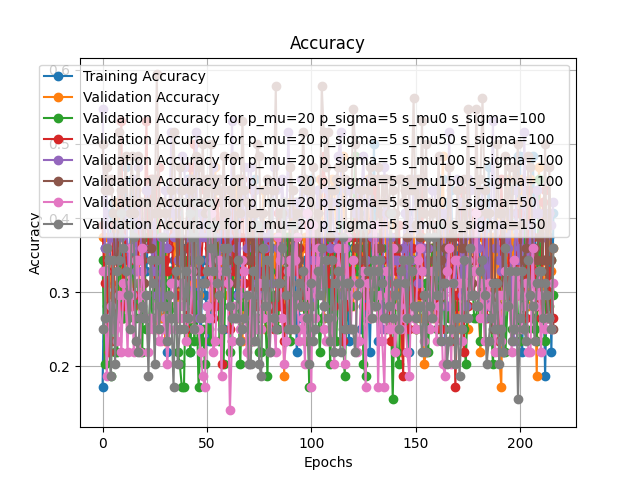 Accuracy
0.6
0.5
0.4
0.3
0.2
Accuracy
Training Accuracy
Validation Accuracy
Validation Accuracy for p_mu=20 p_sigma=5 s_mu0 s_sigma=100
Validation Accuracy for p_mu=20 p_sigma=5 s_mu50 s_sigma=100
Validation Accuracy for p_mu=20 p_sigma=5 s_mu100 s_sigma=100
Validation Accuracy for p_mu=20 p_sigma=5 s_mu150 s_sigma=100
Validation Accuracy for p_mu=20 p_sigma=5 s_mu0 s_sigma=50
Validation Accuracy for p_mu=20 p_sigma=5 s_mu0 s_sigma=150
0 50 100 150 200
Epochs